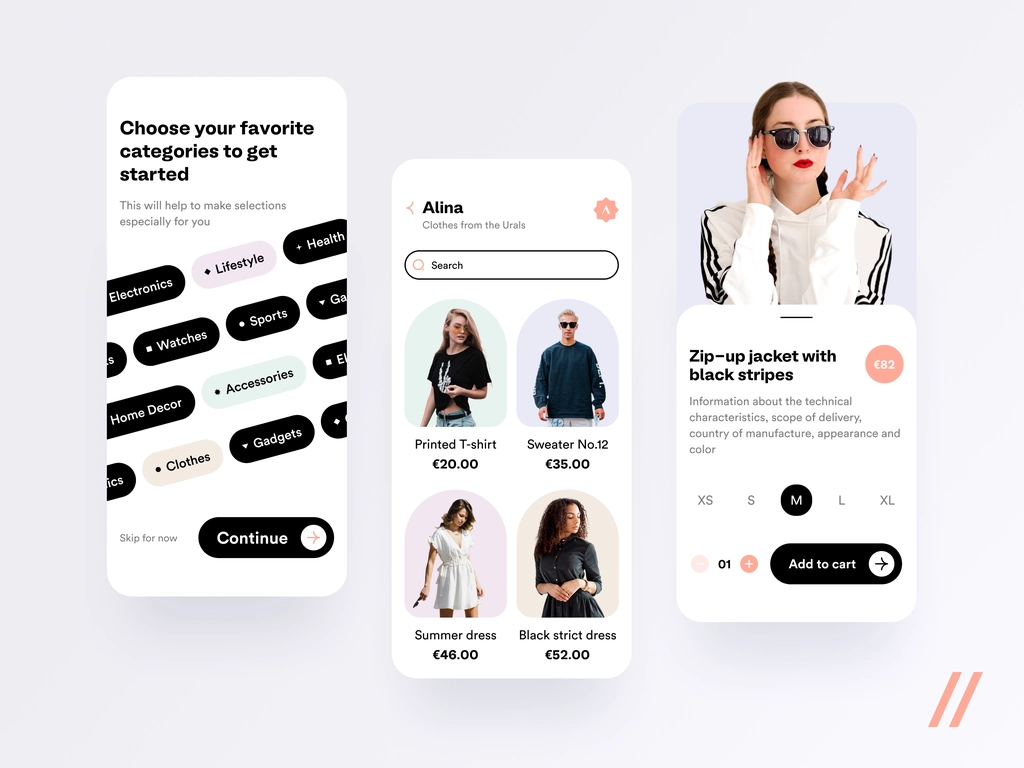 Choose your favorite
categories to get
started
This will help to make selections
especially for you
Health
Lifestyle
Electronics
Ga
Sports
Watches
s
El
Accessories
Home Decor
Gadgets
Clothes
ics
Skip for now
Continue
Alina
Clothes from the Urals
A
Search
Printed T-shirt
€20.00
Sweater No.12
€35.00
Summer dress
€46.00
Black strict dress
€52.00
Zip-up jacket with
black stripes
€82
Information about the technical
characteristics, scope of delivery,
country of manufacture, appearance and
color
XS S M L XL
01
Add to cart